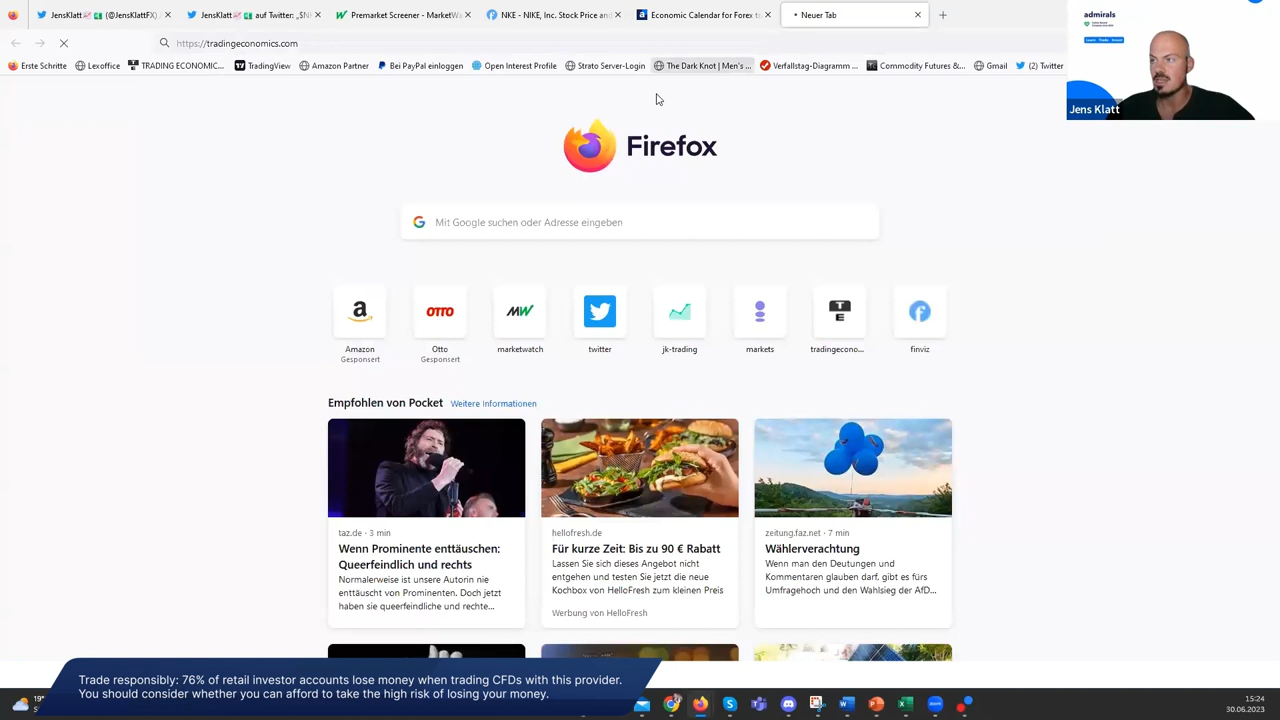 JensKlatt (@JensKlattFX)
JensKlatt auf Twitter: „$N
Premarket Screener - MarketWa
NKE - NIKE, Inc. Stock Price and
Economic Calendar for Forex t
Neuer Tab
https://tradingeconomics.com
Erste Schritte
Lexoffice
TRADING ECONOMIC...
TradingView
Amazon Partner
Bei PayPal einlogge
Open Interest Profile
Strato Server-Login
The Dark Knot | Men's ...
Verfallstag-Diagramm ...
Commodity Futures &...
Gmail
(2) Twitter
admirals
Learn Trade Invest
Jens Klatt
Firefox
Mit Google suchen oder Adresse eingeben
a
OTTO
MW
T
E
f
Amazon
Gesponsert
Otto
Gesponsert
marketwatch
twitter
jk-trading
markets
tradingecono...
finviz
Empfohlen von Pocket
Weitere Informationen
taz.de · 3 min
Wenn Prominente enttäuschen:
Queerfeindlich und rechts
Normalerweise ist unsere Autorin nie
enttäuscht von Prominenten. Doch jetzt
haben sie queerfeindliche und rechte...
hellofresh.de
Für kurze Zeit: Bis zu 90 € Rabatt
Lassen Sie sich dieses Angebot nicht
entgehen und testen Sie jetzt die neue
Kochbox von HelloFresh zum kleinen Preis
Werbung von HelloFresh
zeitung.faz.net · 7 min
Wählerverachtung
Wenn man den Deutungen und
Kommentaren glauben darf, gibt es fürs
Umfragehoch und den Wahlsieg der AfD...
Trade responsibly: 76% of retail investor accounts lose money when trading CFDs with this provider.
You should consider whether you can afford to take the high risk of losing your money.
15:24
30.06.2023